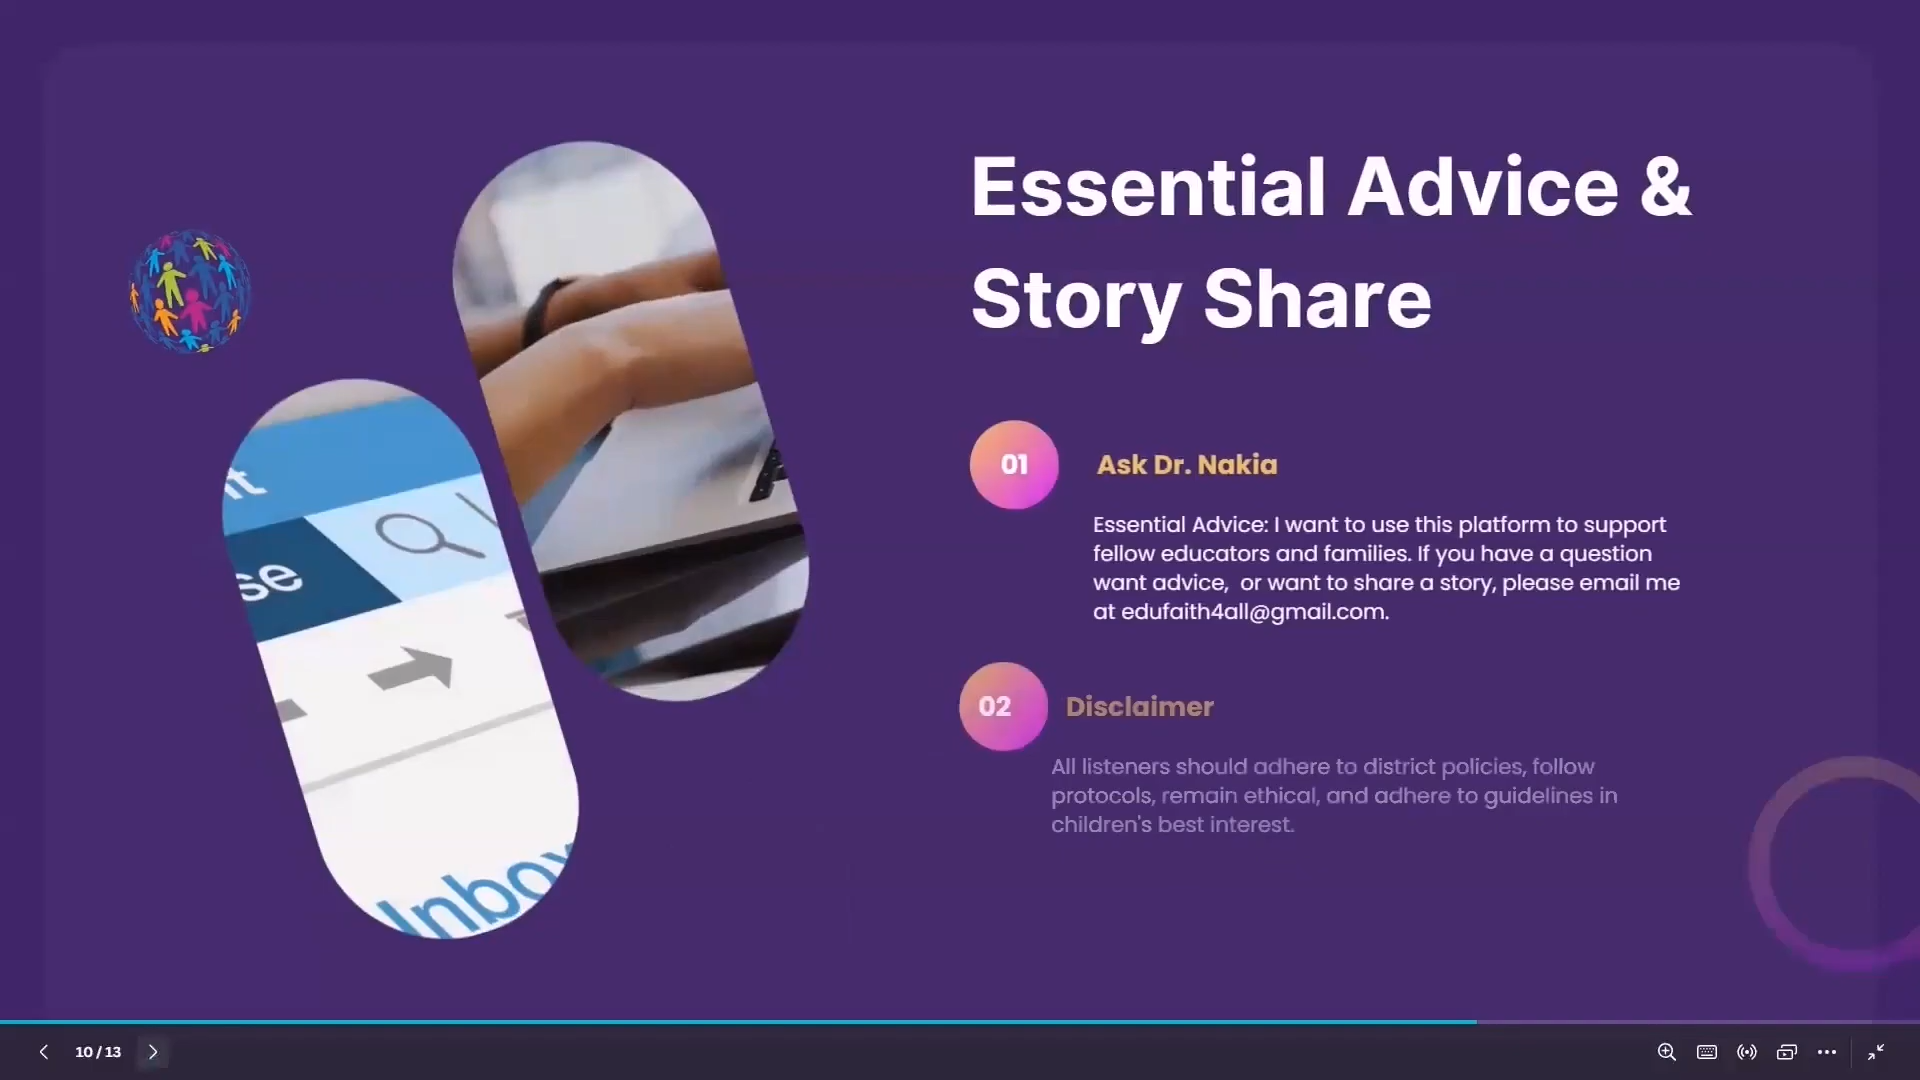 Essential Advice &
Story Share
01
Ask Dr. Nakia
Essential Advice: I want to use this platform to support
fellow educators and families. If you have a question
want advice,  or want to share a story, please email me
at edufaith4all@gmail.com.
02
Disclaimer
All listeners should adhere to district policies, follow
protocols, remain ethical, and adhere to guidelines in
children's best interest.
Inbox
10 / 13